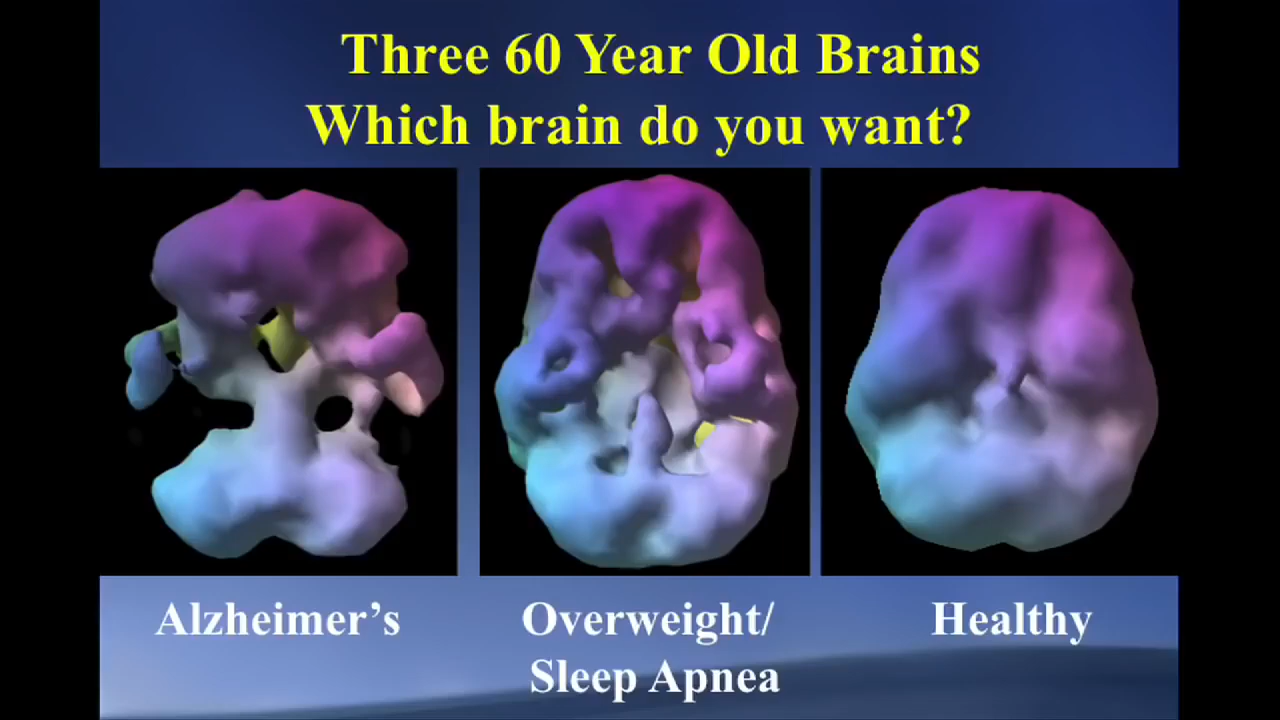 Three 60 Year Old Brains
Which brain do you want?
Alzheimer’s
Overweight/
Sleep Apnea
Healthy